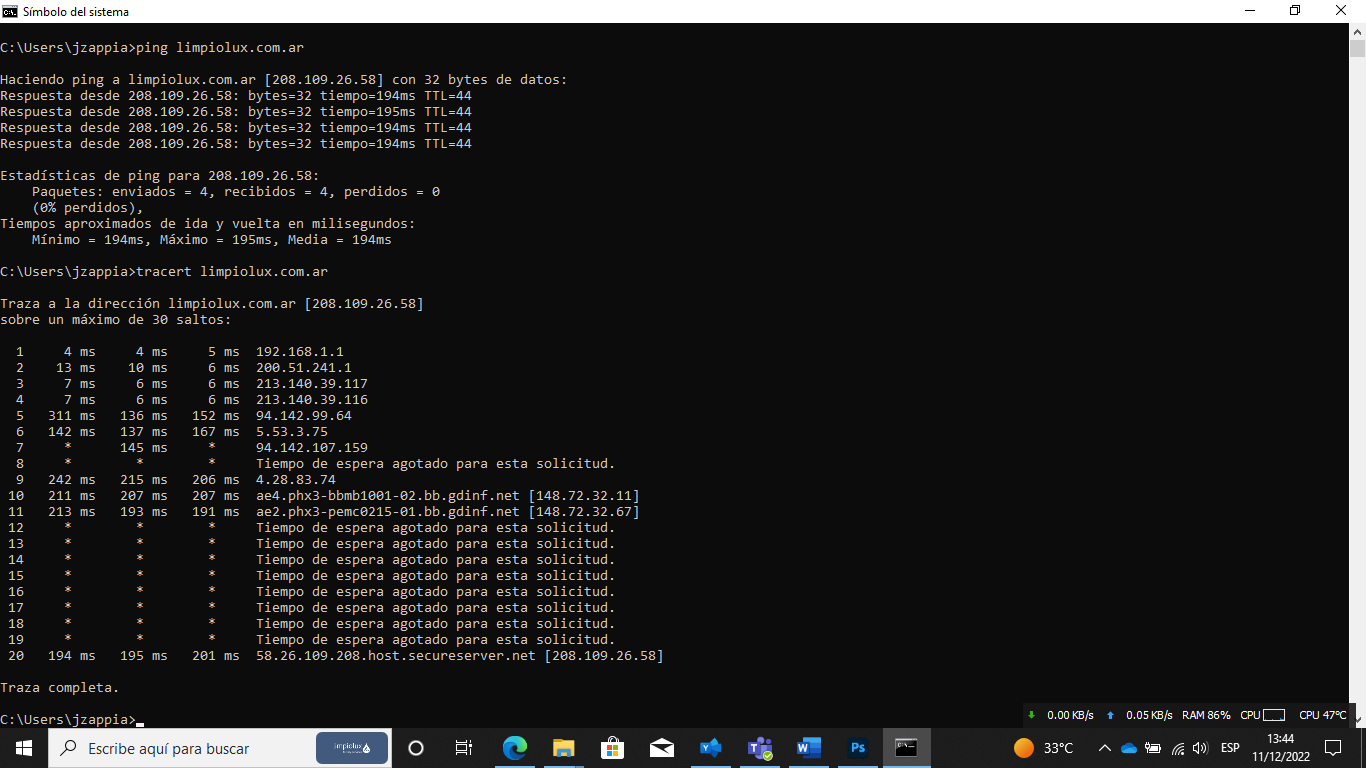 Símbolo del sistema
C:\Users\jzappia>ping limpiolux.com.ar
Haciendo ping a limpiolux.com.ar [208.109.26.58] con 32 bytes de datos:
Respuesta desde 208.109.26.58: bytes=32 tiempo=194ms TTL=44
Respuesta desde 208.109.26.58: bytes=32 tiempo=195ms TTL=44
Respuesta desde 208.109.26.58: bytes=32 tiempo=194ms TTL=44
Respuesta desde 208.109.26.58: bytes=32 tiempo=194ms TTL=44
Estadísticas de ping para 208.109.26.58:
    Paquetes: enviados = 4, recibidos = 4, perdidos = 0
    (0% perdidos),
Tiempos aproximados de ida y vuelta en milisegundos:
    Mínimo = 194ms, Máximo = 195ms, Media = 194ms
C:\Users\jzappia>tracert limpiolux.com.ar
Traza a la dirección limpiolux.com.ar [208.109.26.58]
sobre un máximo de 30 saltos:
  1     4 ms     4 ms     5 ms  192.168.1.1
  2    13 ms    10 ms     6 ms  200.51.241.1
  3     7 ms     6 ms     6 ms  213.140.39.117
  4     7 ms     6 ms     6 ms  213.140.39.116
  5   311 ms   136 ms   152 ms  94.142.99.64
  6   142 ms   137 ms   167 ms  5.53.3.75
  7     *      145 ms     *     94.142.107.159
  8     *        *        *     Tiempo de espera agotado para esta solicitud.
  9   242 ms   215 ms   206 ms  4.28.83.74
 10   211 ms   207 ms   207 ms  ae4.phx3-bbmb1001-02.bb.gdinf.net [148.72.32.11]
 11   213 ms   193 ms   191 ms  ae2.phx3-pemc0215-01.bb.gdinf.net [148.72.32.67]
 12     *        *        *     Tiempo de espera agotado para esta solicitud.
 13     *        *        *     Tiempo de espera agotado para esta solicitud.
 14     *        *        *     Tiempo de espera agotado para esta solicitud.
 15     *        *        *     Tiempo de espera agotado para esta solicitud.
 16     *        *        *     Tiempo de espera agotado para esta solicitud.
 17     *        *        *     Tiempo de espera agotado para esta solicitud.
 18     *        *        *     Tiempo de espera agotado para esta solicitud.
 19     *        *        *     Tiempo de espera agotado para esta solicitud.
 20   194 ms   195 ms   201 ms  58.26.109.208.host.secureserver.net [208.109.26.58]
Traza completa.
C:\Users\jzappia>
0.00 KB/s 0.05 KB/s RAM 86% CPU CPU 47°C
Escribe aquí para buscar
limpiolux
Ps
33°C
ESP
13:44
11/12/2022